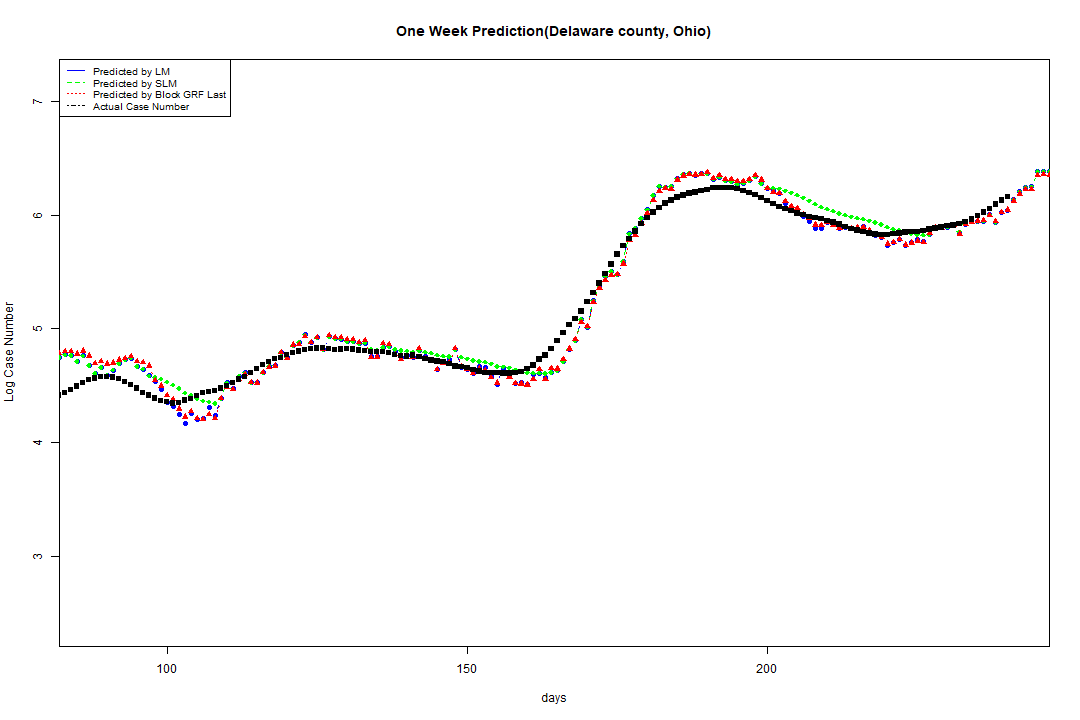 One Week Prediction(Delaware county, Ohio)
Predicted by LM
Predicted by SLM
Predicted by Block GRF Last
Actual Case Number
7
6
5
4
3
Log Case Number
100
150
200
days